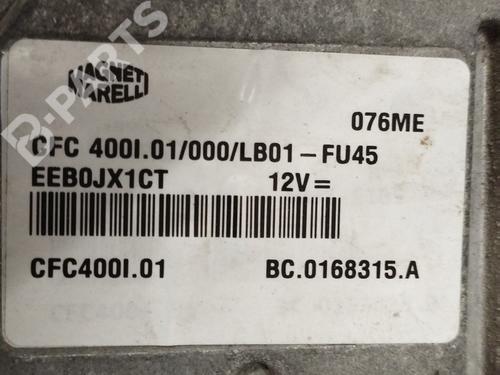 B-PARTS
MAGNETI
MARELLI
076ME
CFC 400I.01/000/LB01-FU45
EEB0JX1CT 12V=
CFC400I.01 BC.0168315.A